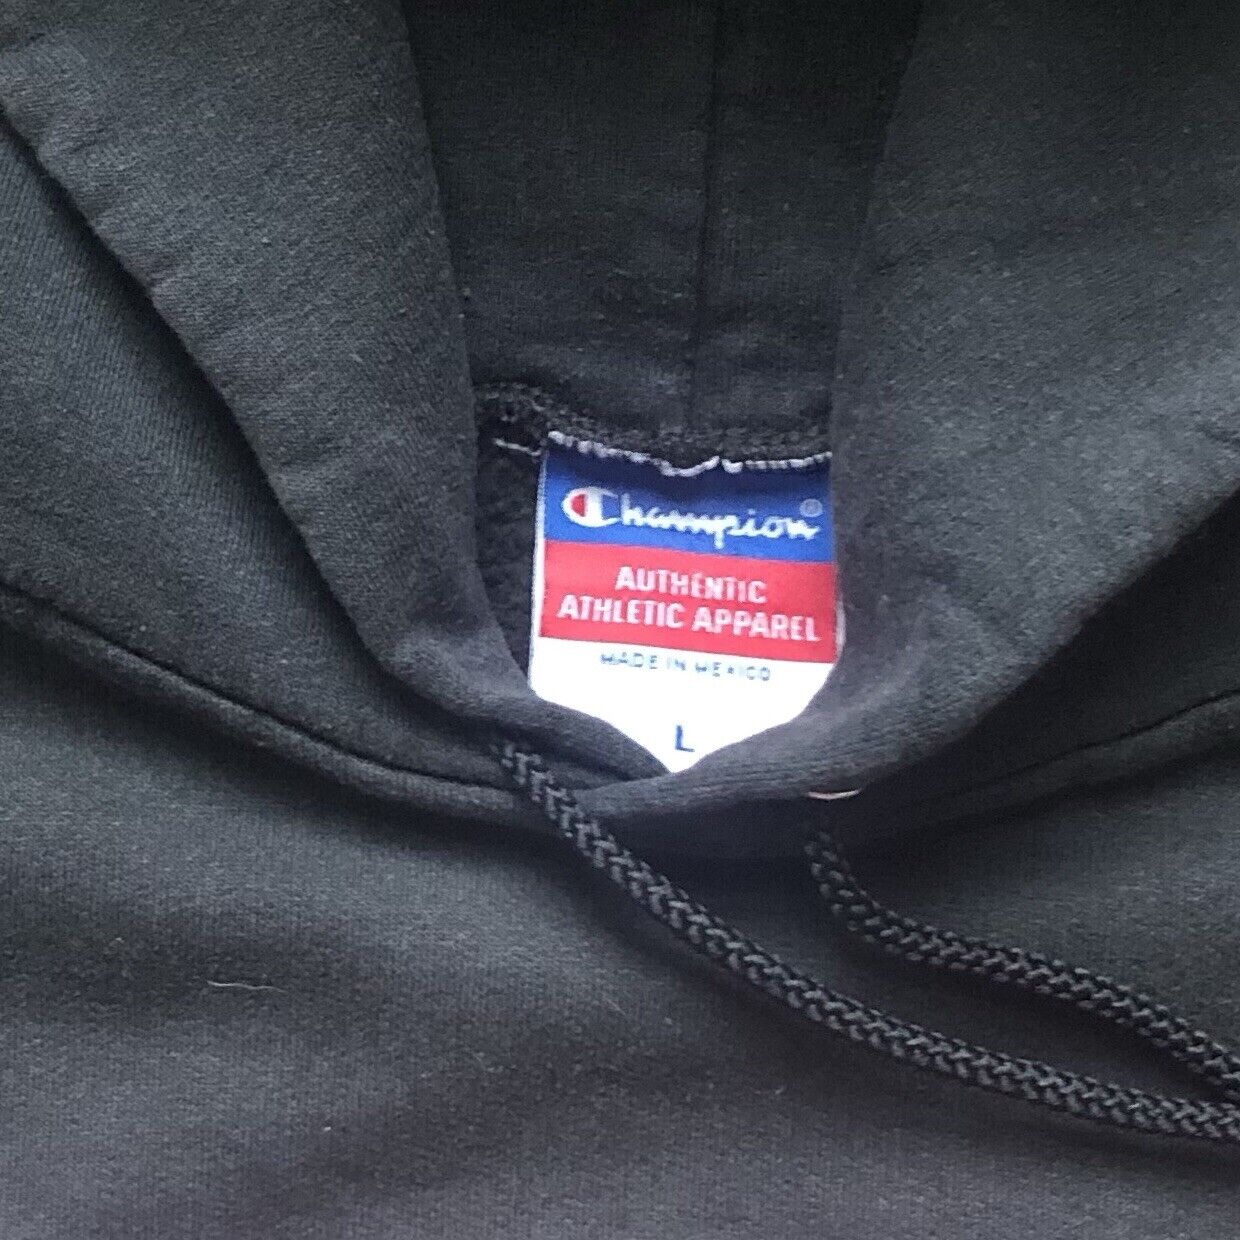 Champion®
AUTHENTIC
ATHLETIC APPAREL
MADE IN MEXICO
L